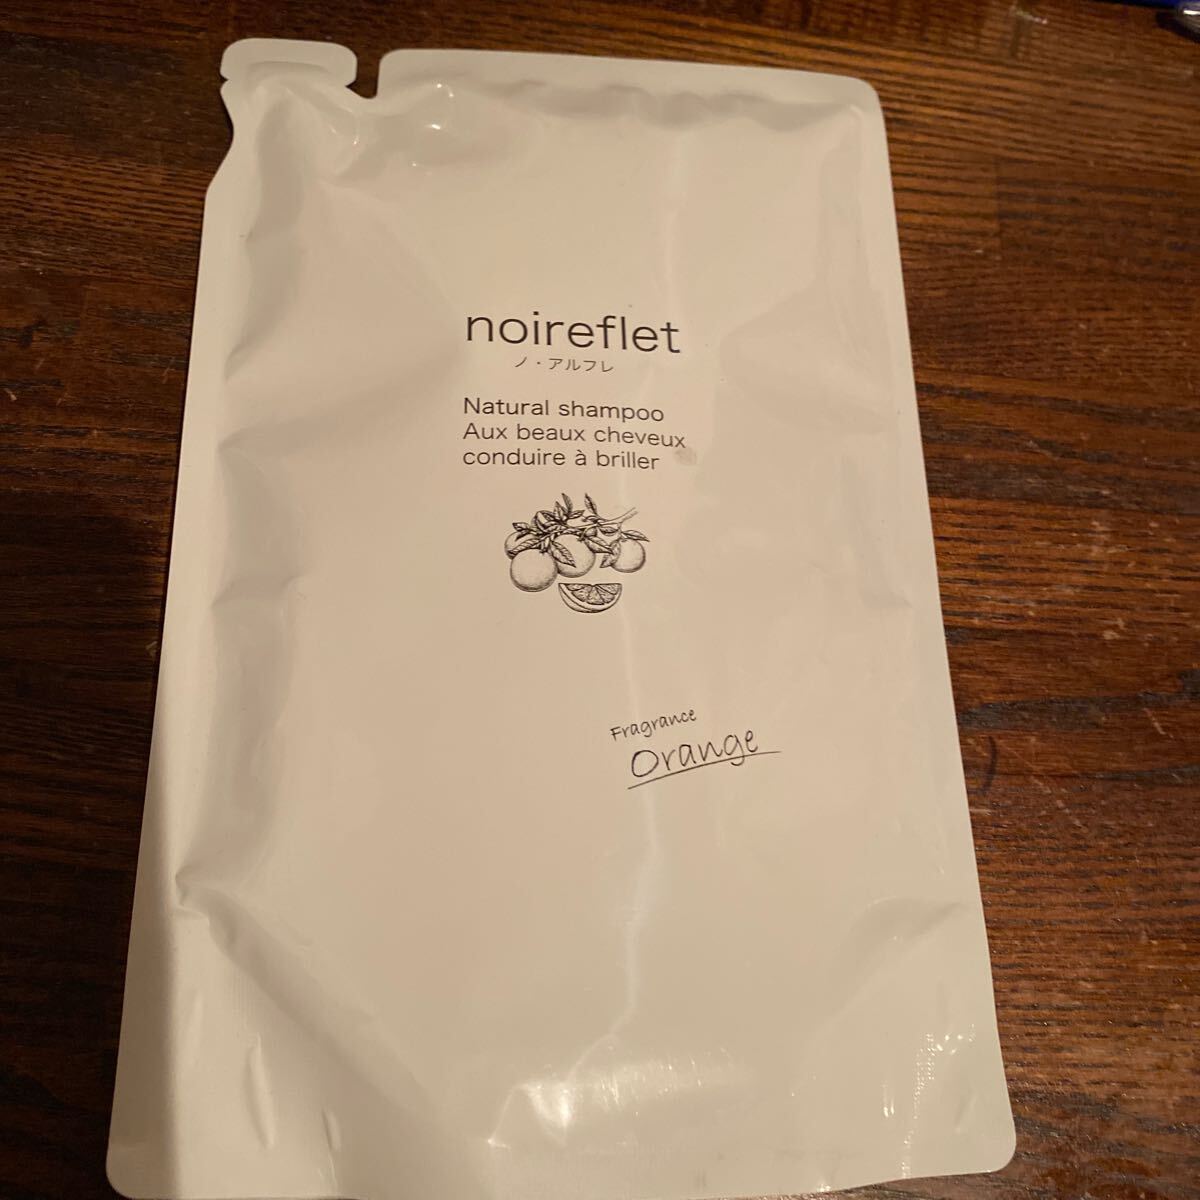 noireflet
ノ・アルフレ
Natural shampoo
Aux beaux cheveux
conduire à briller
Fragrance
Orange